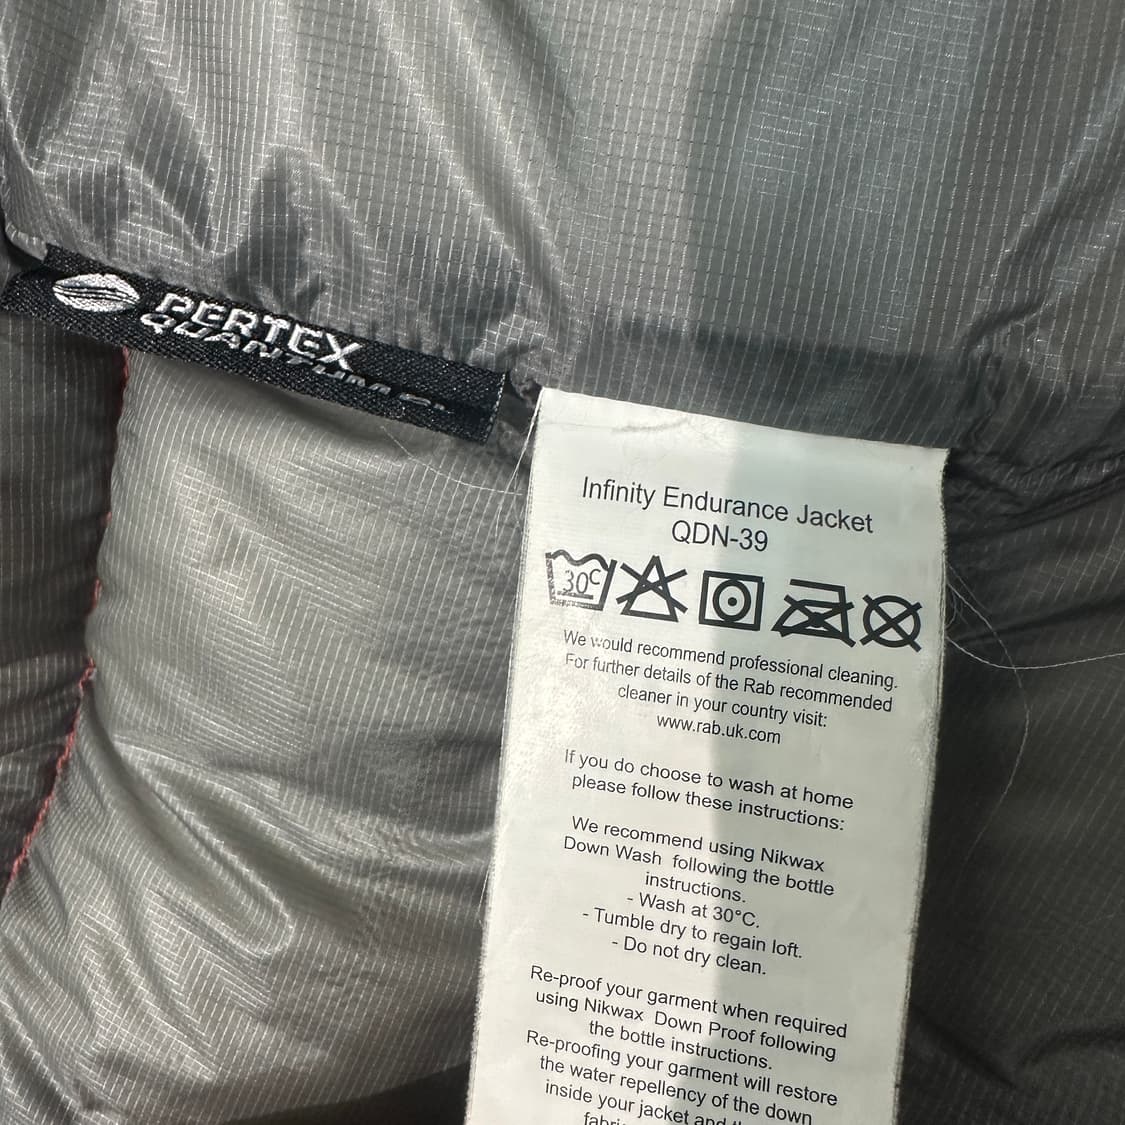 PERTEX
QUANTUM
Infinity Endurance Jacket
QDN-39
30°C
We would recommend professional cleaning.
For further details of the Rab recommended
cleaner in your country visit:
www.rab.uk.com
If you do choose to wash at home
please follow these instructions:
We recommend using Nikwax
Down Wash following the bottle
instructions.
- Wash at 30°C.
- Tumble dry to regain loft.
- Do not dry clean.
Re-proof your garment when required
using Nikwax Down Proof following
the bottle instructions.
Re-proofing your garment will restore
the water repellency of the down
inside your jacket and